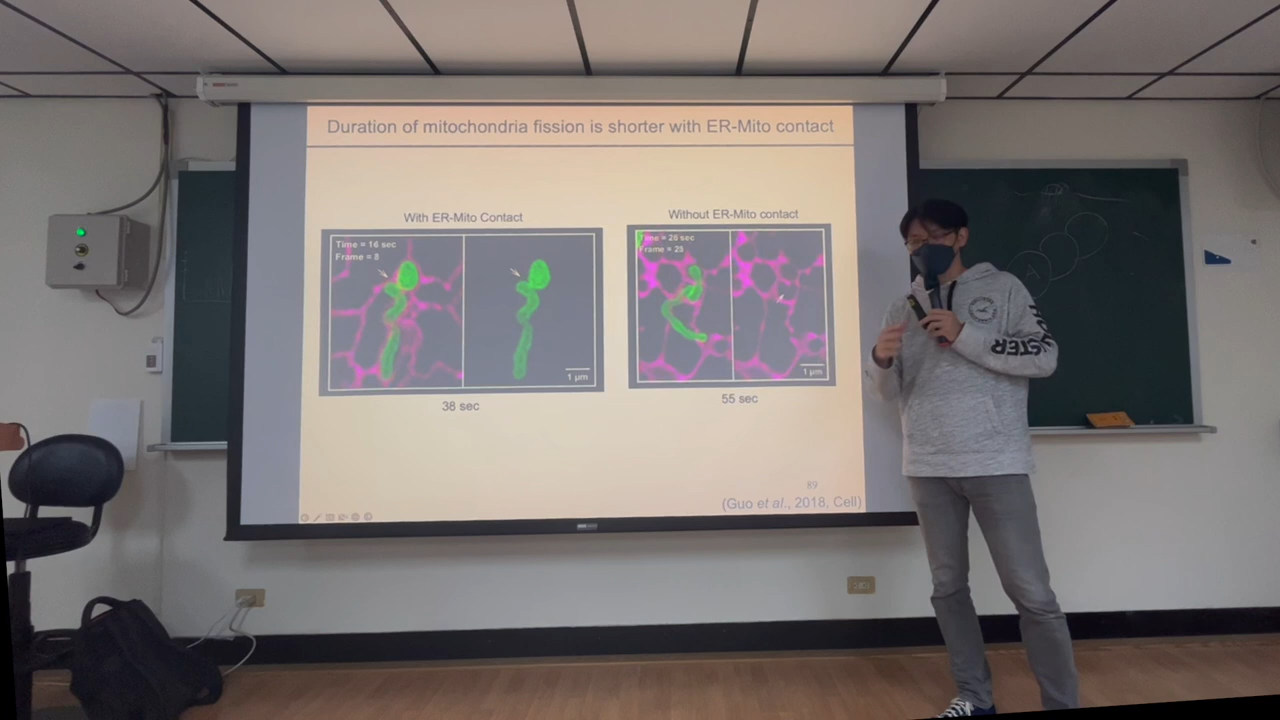 Duration of mitochondria fission is shorter with ER-Mito contact
With ER-Mito Contact
Time = 16 sec
Frame = 8
1 μm
38 sec
Without ER-Mito contact
Time = 26 sec
Frame = 25
1 μm
55 sec
89
(Guo et al., 2018, Cell)
A